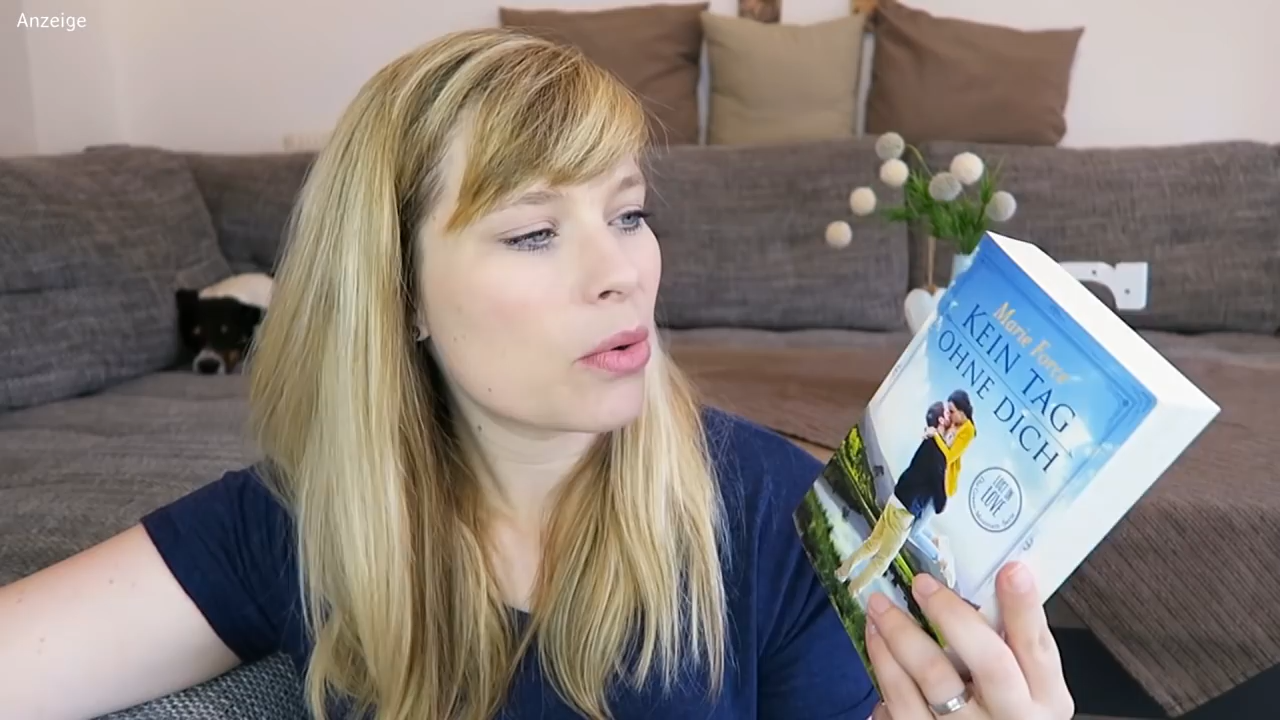 Anzeige
Marie Force
KEIN TAG
OHNE DICH
LOST IN
LOVE